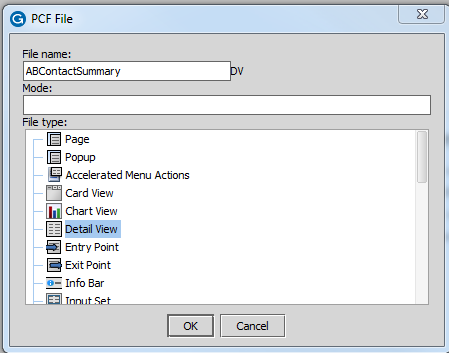 PCF File
File name:
ABContactSummary DV
Mode:
File type:
Page
Popup
Accelerated Menu Actions
Card View
Chart View
Detail View
Entry Point
Exit Point
Info Bar
Input Set
OK Cancel